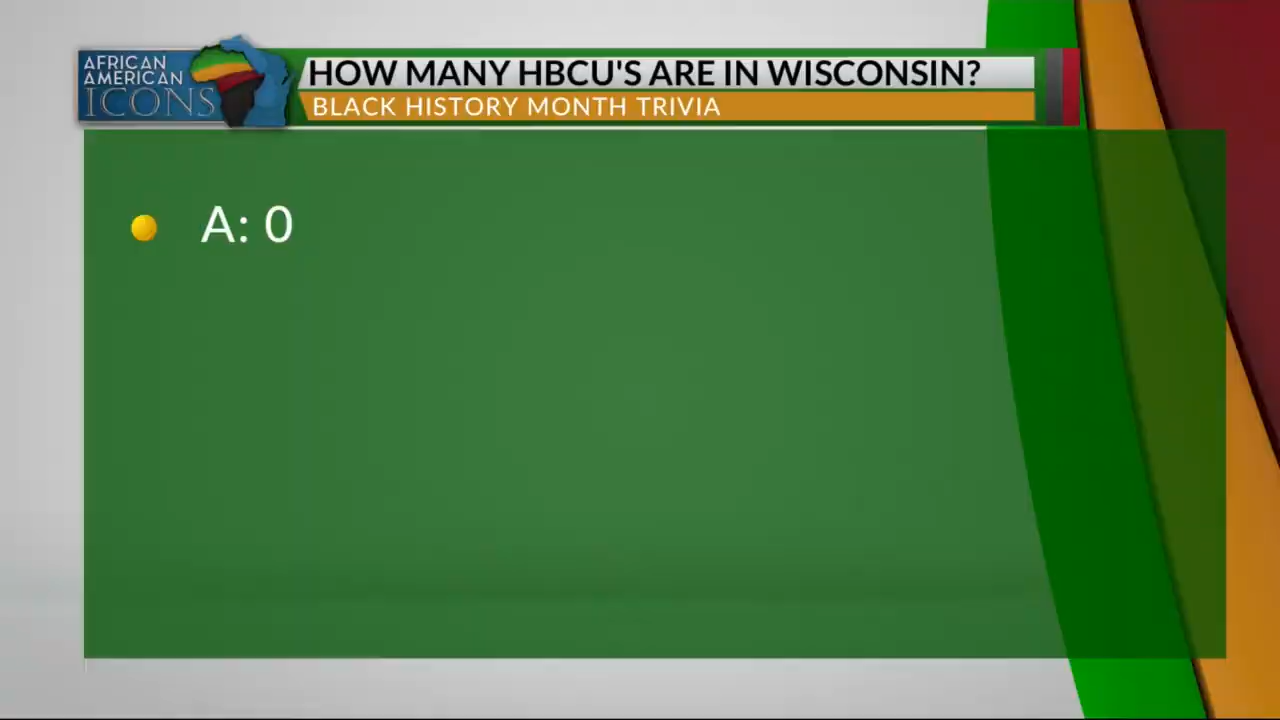 AFRICAN
AMERICAN
ICONS
HOW MANY HBCU'S ARE IN WISCONSIN?
BLACK HISTORY MONTH TRIVIA
A: 0